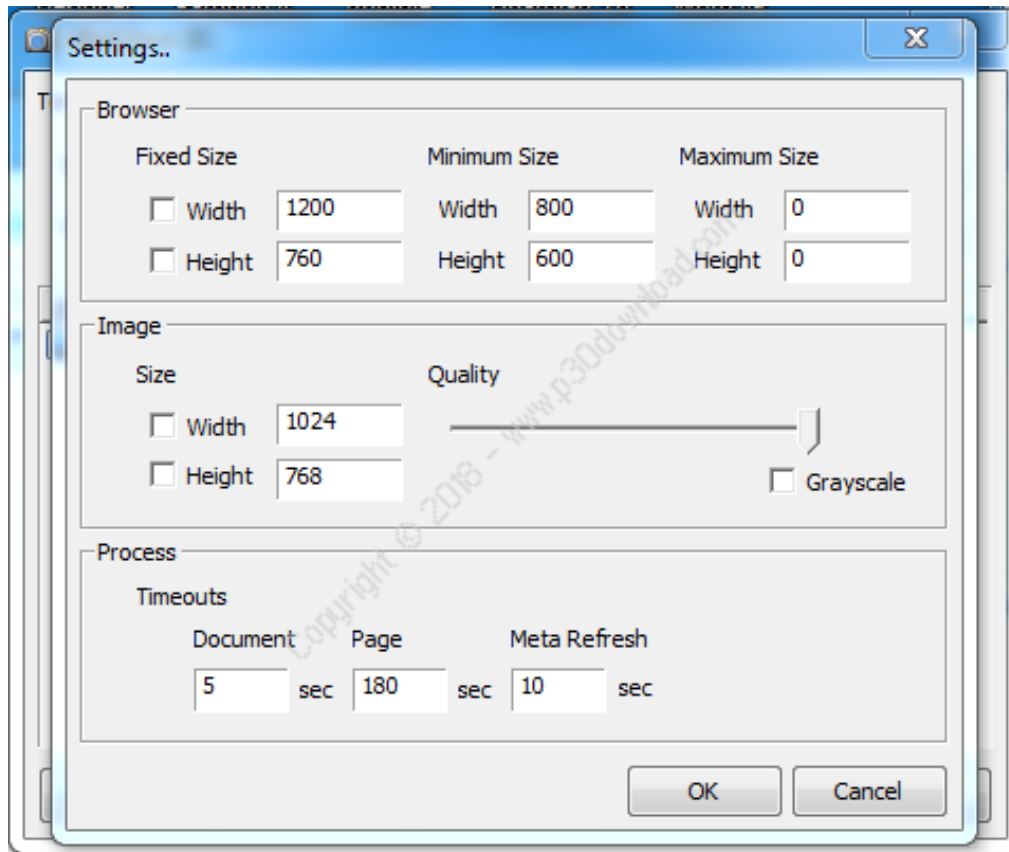 Settings..
Browser
Fixed Size Minimum Size Maximum Size
Width 1200 Width 800 Width 0
Height 760 Height 600 Height 0
Image
Size Quality
Width 1024
Height 768 Grayscale
Process
Timeouts
Document Page Meta Refresh
5 sec 180 sec 10 sec
OK Cancel
Copyright © 2018 - www.p30download.com